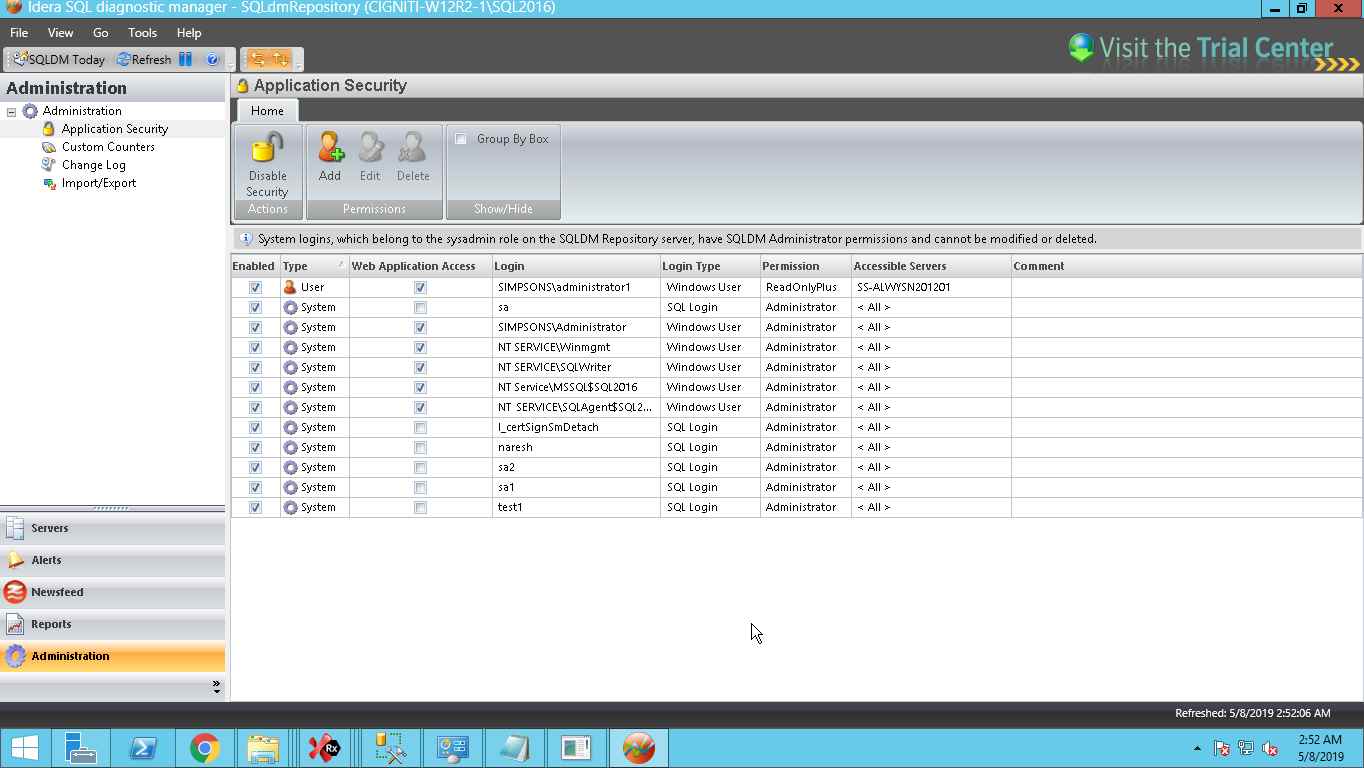 Idera SQL diagnostic manager - SQLdmRepository (CIGNITI-W12R2-1\SQL2016)
File View Go Tools Help
SQLDM Today Refresh
Visit the Trial Center
Administration
Administration
Application Security
Custom Counters
Change Log
Import/Export
Servers
Alerts
Newsfeed
Reports
Administration
Application Security
Home
Disable Security
Actions
Add Edit Delete
Permissions
Group By Box
Show/Hide
System logins, which belong to the sysadmin role on the SQLDM Repository server, have SQLDM Administrator permissions and cannot be modified or deleted.
Enabled Type Web Application Access Login Login Type Permission Accessible Servers Comment
User SIMPSONS\administrator1 Windows User ReadOnlyPlus SS-ALWYSN201201
System sa SQL Login Administrator < All >
System SIMPSONS\Administrator Windows User Administrator < All >
System NT SERVICE\Winmgmt Windows User Administrator < All >
System NT SERVICE\SQLWriter Windows User Administrator < All >
System NT Service\MSSQL$SQL2016 Windows User Administrator < All >
System NT SERVICE\SQLAgent$SQL2... Windows User Administrator < All >
System l_certSignSmDetach SQL Login Administrator < All >
System naresh SQL Login Administrator < All >
System sa2 SQL Login Administrator < All >
System sa1 SQL Login Administrator < All >
System test1 SQL Login Administrator < All >
Refreshed: 5/8/2019 2:52:06 AM
Rx
2:52 AM
5/8/2019